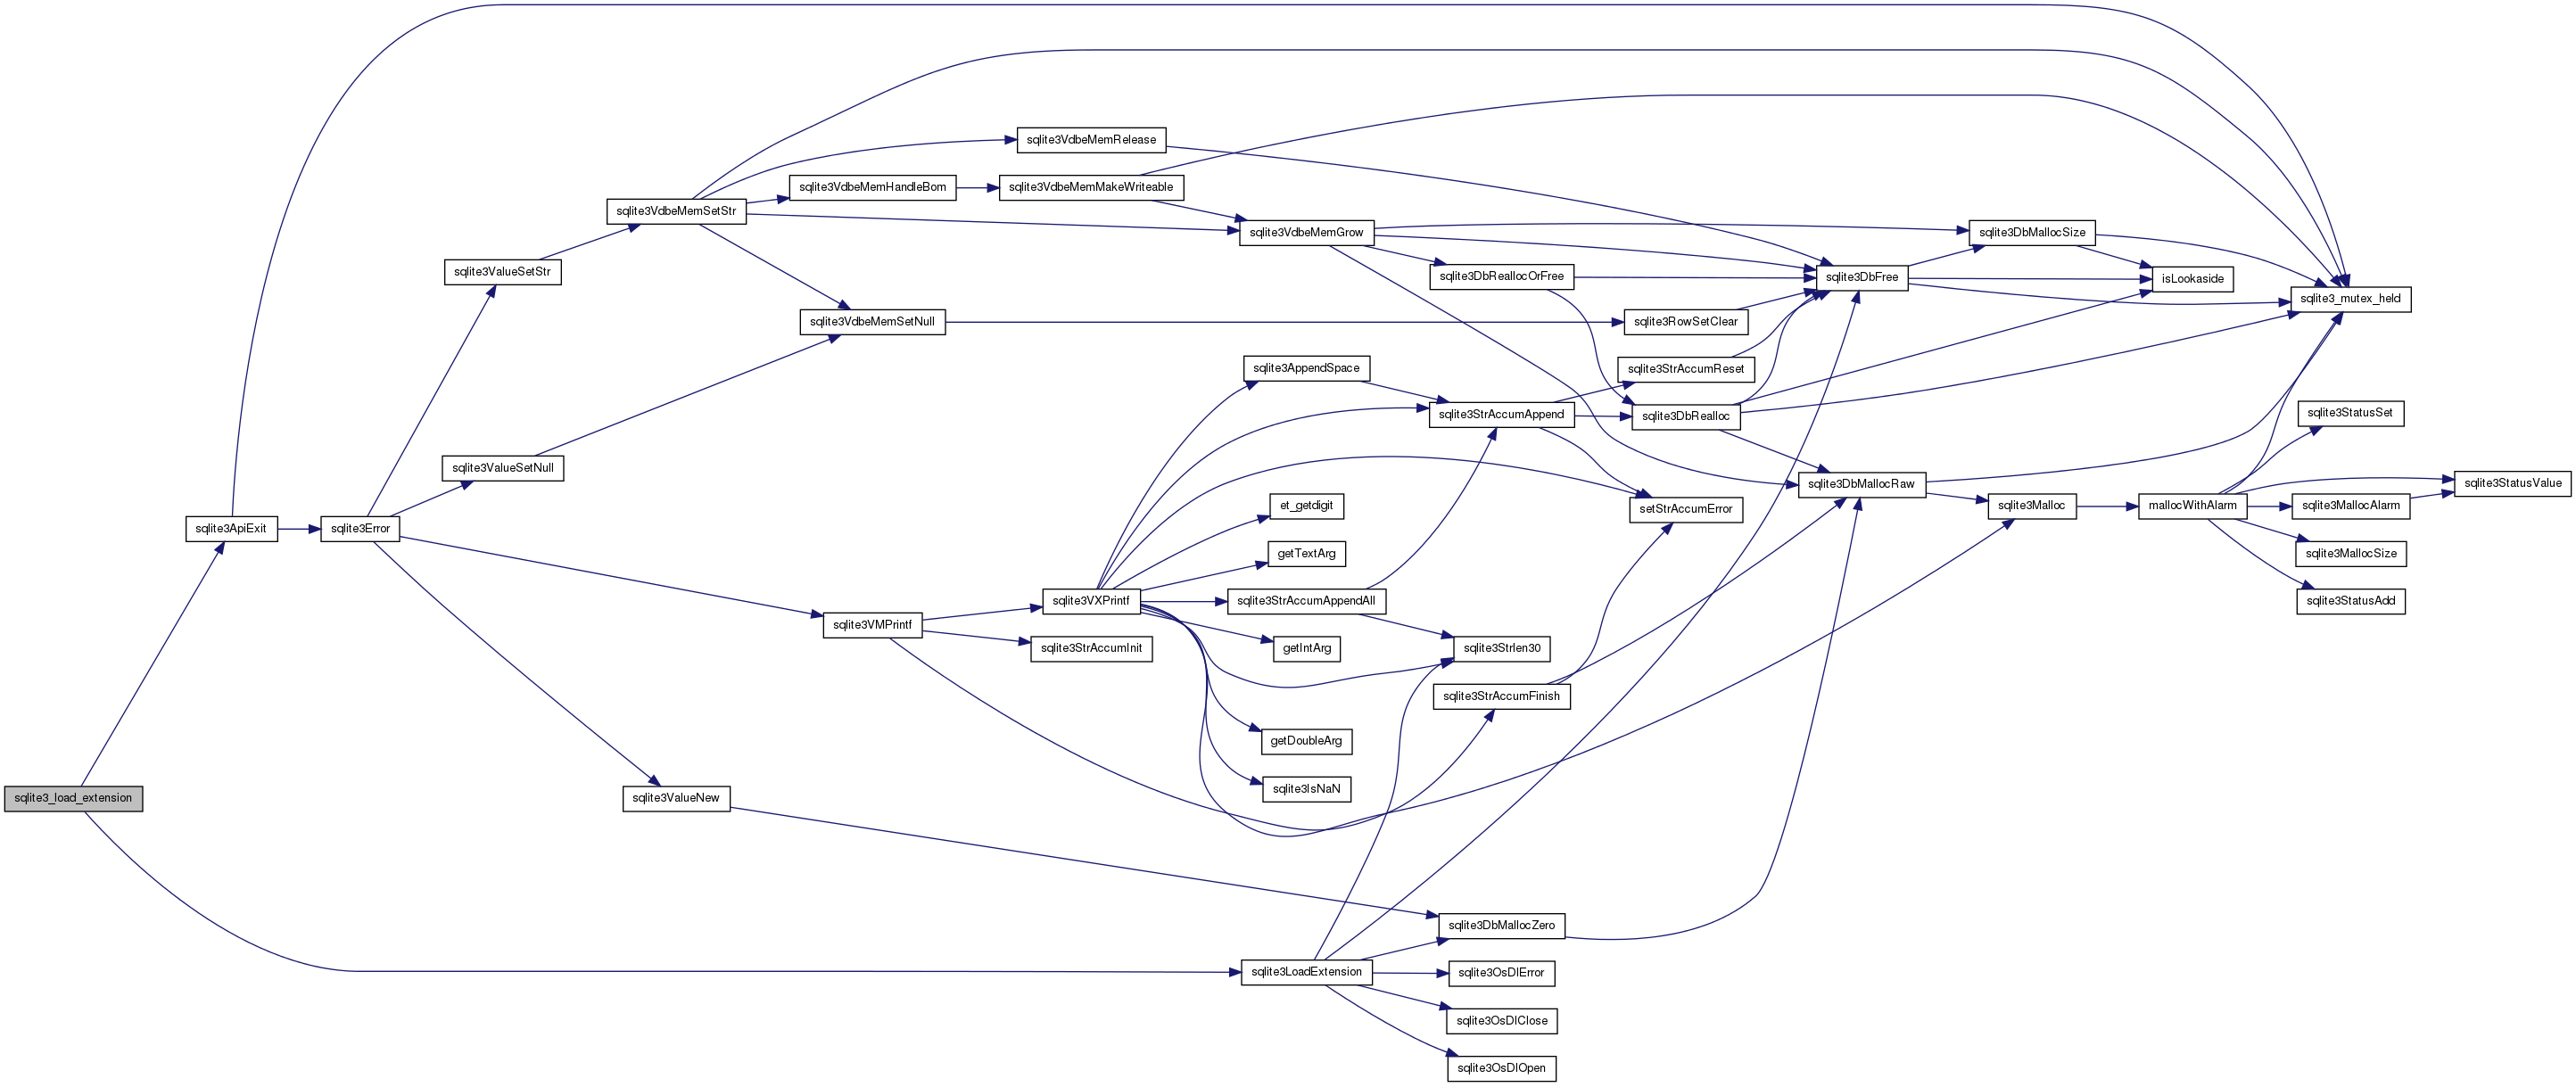 sqlite3VdbeMemRelease
sqlite3VdbeMemHandleBom
sqlite3VdbeMemMakeWriteable
sqlite3VdbeMemSetStr
sqlite3VdbeMemGrow
sqlite3DbMallocSize
sqlite3ValueSetStr
sqlite3DbReallocOrFree
sqlite3DbFree
isLookaside
sqlite3_mutex_held
sqlite3VdbeMemSetNull
sqlite3RowSetClear
sqlite3AppendSpace
sqlite3StrAccumReset
sqlite3StrAccumAppend
sqlite3DbRealloc
sqlite3StatusSet
sqlite3ValueSetNull
sqlite3DbMallocRaw
sqlite3StatusValue
et_getdigit
setStrAccumError
sqlite3Malloc
mallocWithAlarm
sqlite3MallocAlarm
sqlite3ApiExit
sqlite3Error
getTextArg
sqlite3MallocSize
sqlite3VXPrintf
sqlite3StrAccumAppendAll
sqlite3StatusAdd
sqlite3VMPrintf
sqlite3StrAccumInit
getIntArg
sqlite3Strlen30
sqlite3StrAccumFinish
getDoubleArg
sqlite3IsNaN
sqlite3_load_extension
sqlite3ValueNew
sqlite3DbMallocZero
sqlite3LoadExtension
sqlite3OsDlError
sqlite3OsDlClose
sqlite3OsDlOpen